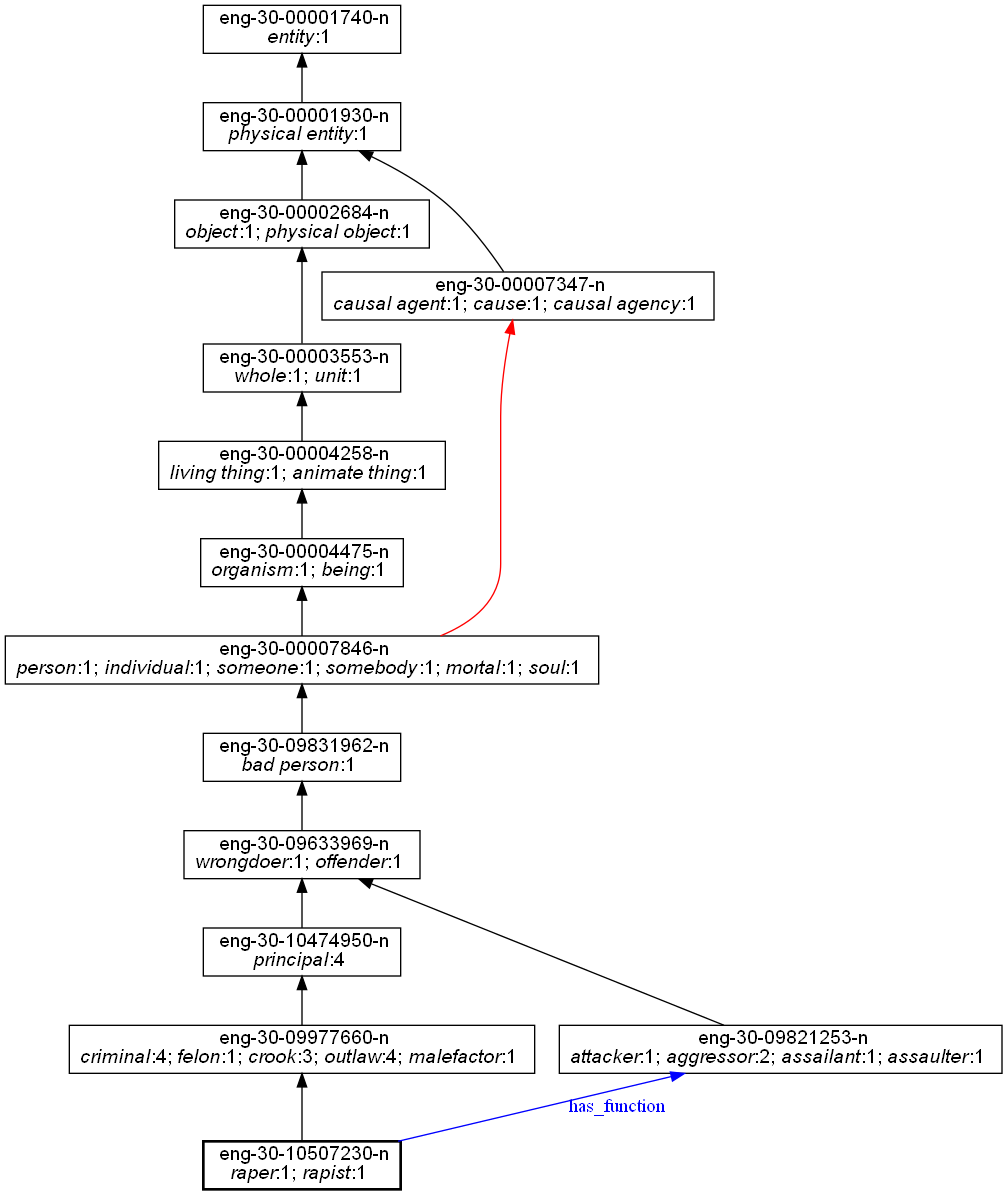 eng-30-00001740-n
entity:1
eng-30-00001930-n
physical entity:1
eng-30-00002684-n
object:1; physical object:1
eng-30-00007347-n
causal agent:1; cause:1; causal agency:1
eng-30-00003553-n
whole:1; unit:1
eng-30-00004258-n
living thing:1; animate thing:1
eng-30-00004475-n
organism:1; being:1
eng-30-00007846-n
person:1; individual:1; someone:1; somebody:1; mortal:1; soul:1
eng-30-09831962-n
bad person:1
eng-30-09633969-n
wrongdoer:1; offender:1
eng-30-10474950-n
principal:4
eng-30-09977660-n
criminal:4; felon:1; crook:3; outlaw:4; malefactor:1
eng-30-09821253-n
attacker:1; aggressor:2; assailant:1; assaulter:1
has_function
eng-30-10507230-n
raper:1; rapist:1